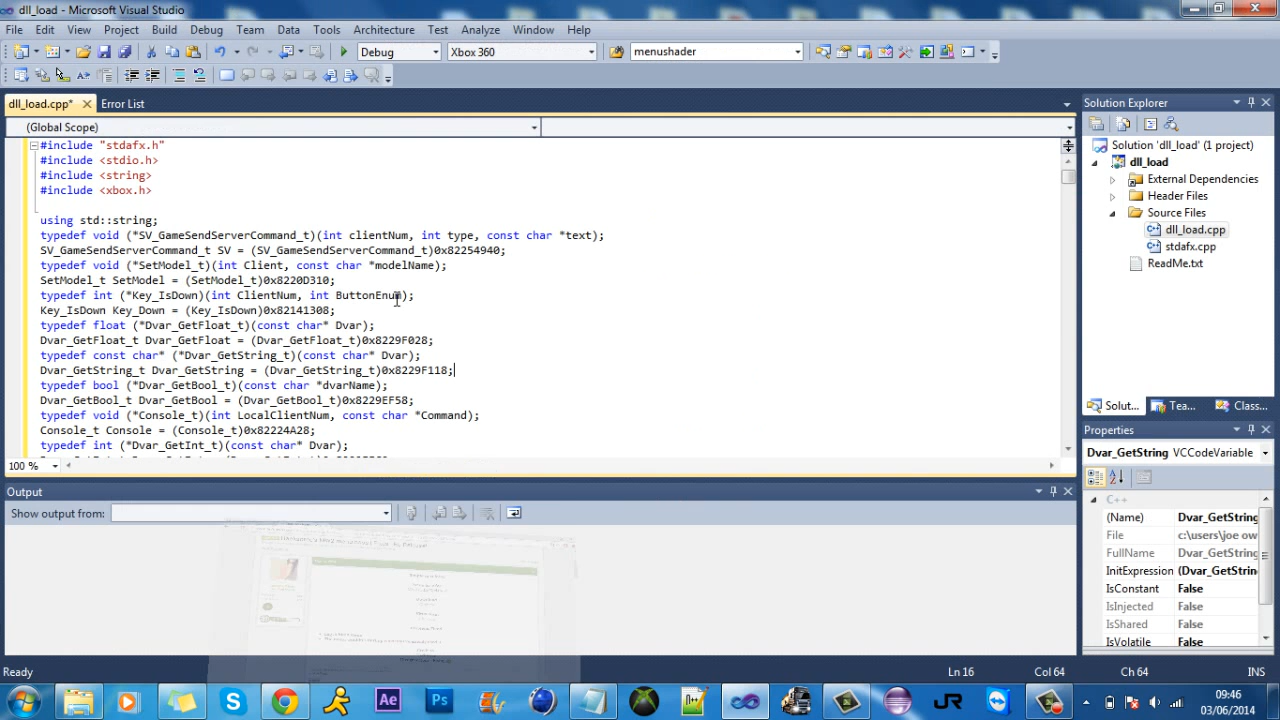 dll_load - Microsoft Visual Studio
File Edit View Project Build Debug Team Data Tools Architecture Test Analyze Window Help
Debug Xbox 360 menushader
dll_load.cpp* Error List
(Global Scope)
#include "stdafx.h"
#include <stdio.h>
#include <string>
#include <xbox.h>
using std::string;
typedef void (*SV_GameSendServerCommand_t)(int clientNum, int type, const char *text);
SV_GameSendServerCommand_t SV = (SV_GameSendServerCommand_t)0x82254940;
typedef void (*SetModel_t)(int Client, const char *modelName);
SetModel_t SetModel = (SetModel_t)0x8220D310;
typedef int (*Key_IsDown)(int ClientNum, int ButtonEnum);
Key_IsDown Key_Down = (Key_IsDown)0x82141308;
typedef float (*Dvar_GetFloat_t)(const char* Dvar);
Dvar_GetFloat_t Dvar_GetFloat = (Dvar_GetFloat_t)0x8229F028;
typedef const char* (*Dvar_GetString_t)(const char* Dvar);
Dvar_GetString_t Dvar_GetString = (Dvar_GetString_t)0x8229F118;
typedef bool (*Dvar_GetBool_t)(const char *dvarName);
Dvar_GetBool_t Dvar_GetBool = (Dvar_GetBool_t)0x8229EF58;
typedef void (*Console_t)(int LocalClientNum, const char *Command);
Console_t Console = (Console_t)0x82224A28;
typedef int (*Dvar_GetInt_t)(const char* Dvar);
100 %
Output
Show output from:
Solution Explorer
Solution 'dll_load' (1 project)
dll_load
External Dependencies
Header Files
Source Files
dll_load.cpp
stdafx.cpp
ReadMe.txt
Solut... Tea... Class...
Properties
Dvar_GetString VCCodeVariable
C++
(Name) Dvar_GetString
File c:\users\joe ow
FullName Dvar_GetString
InitExpression (Dvar_GetString
IsConstant False
IsInjected False
IsShared False
IsVolatile False
Ready Ln 16 Col 64 Ch 64 INS
Ae Ps JR
09:46
03/06/2014